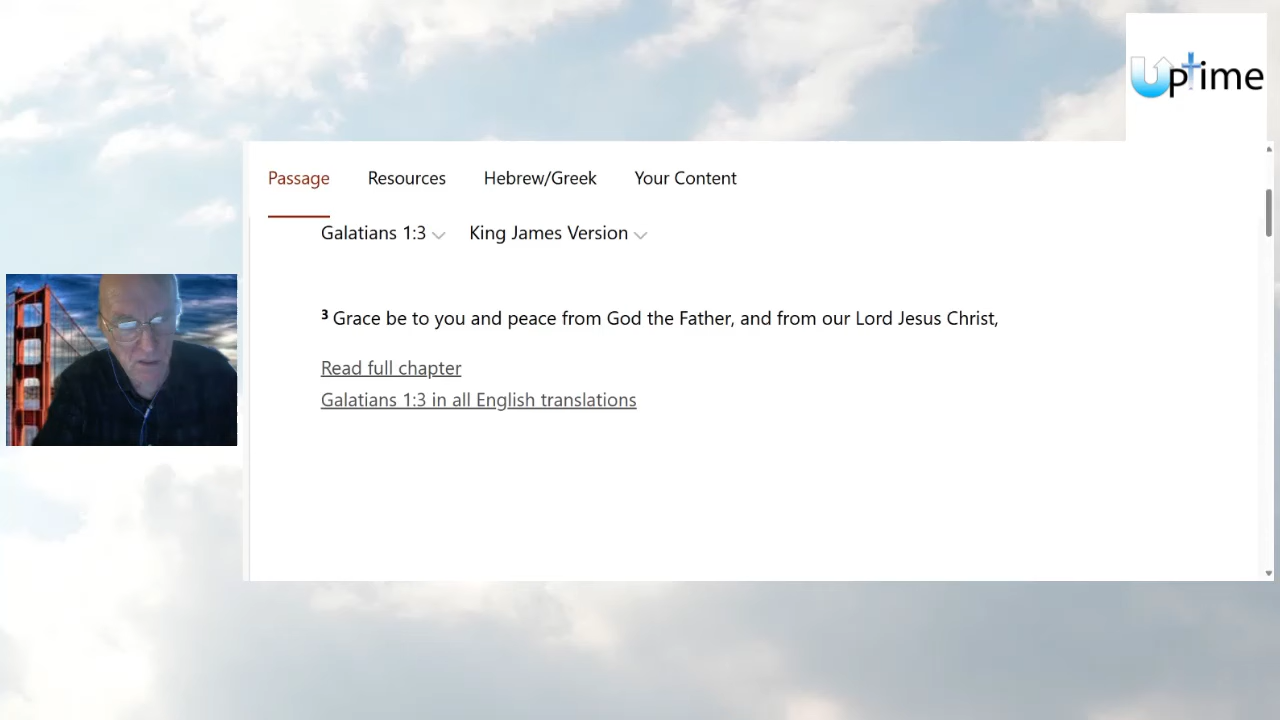 Uptime
Passage Resources Hebrew/Greek Your Content
Galatians 1:3 King James Version
3 Grace be to you and peace from God the Father, and from our Lord Jesus Christ,
Read full chapter
Galatians 1:3 in all English translations